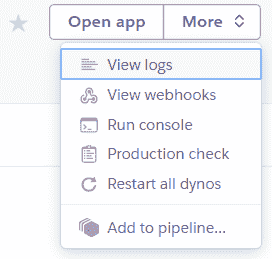 Open app More
View logs
View webhooks
Run console
Production check
Restart all dynos
Add to pipeline...